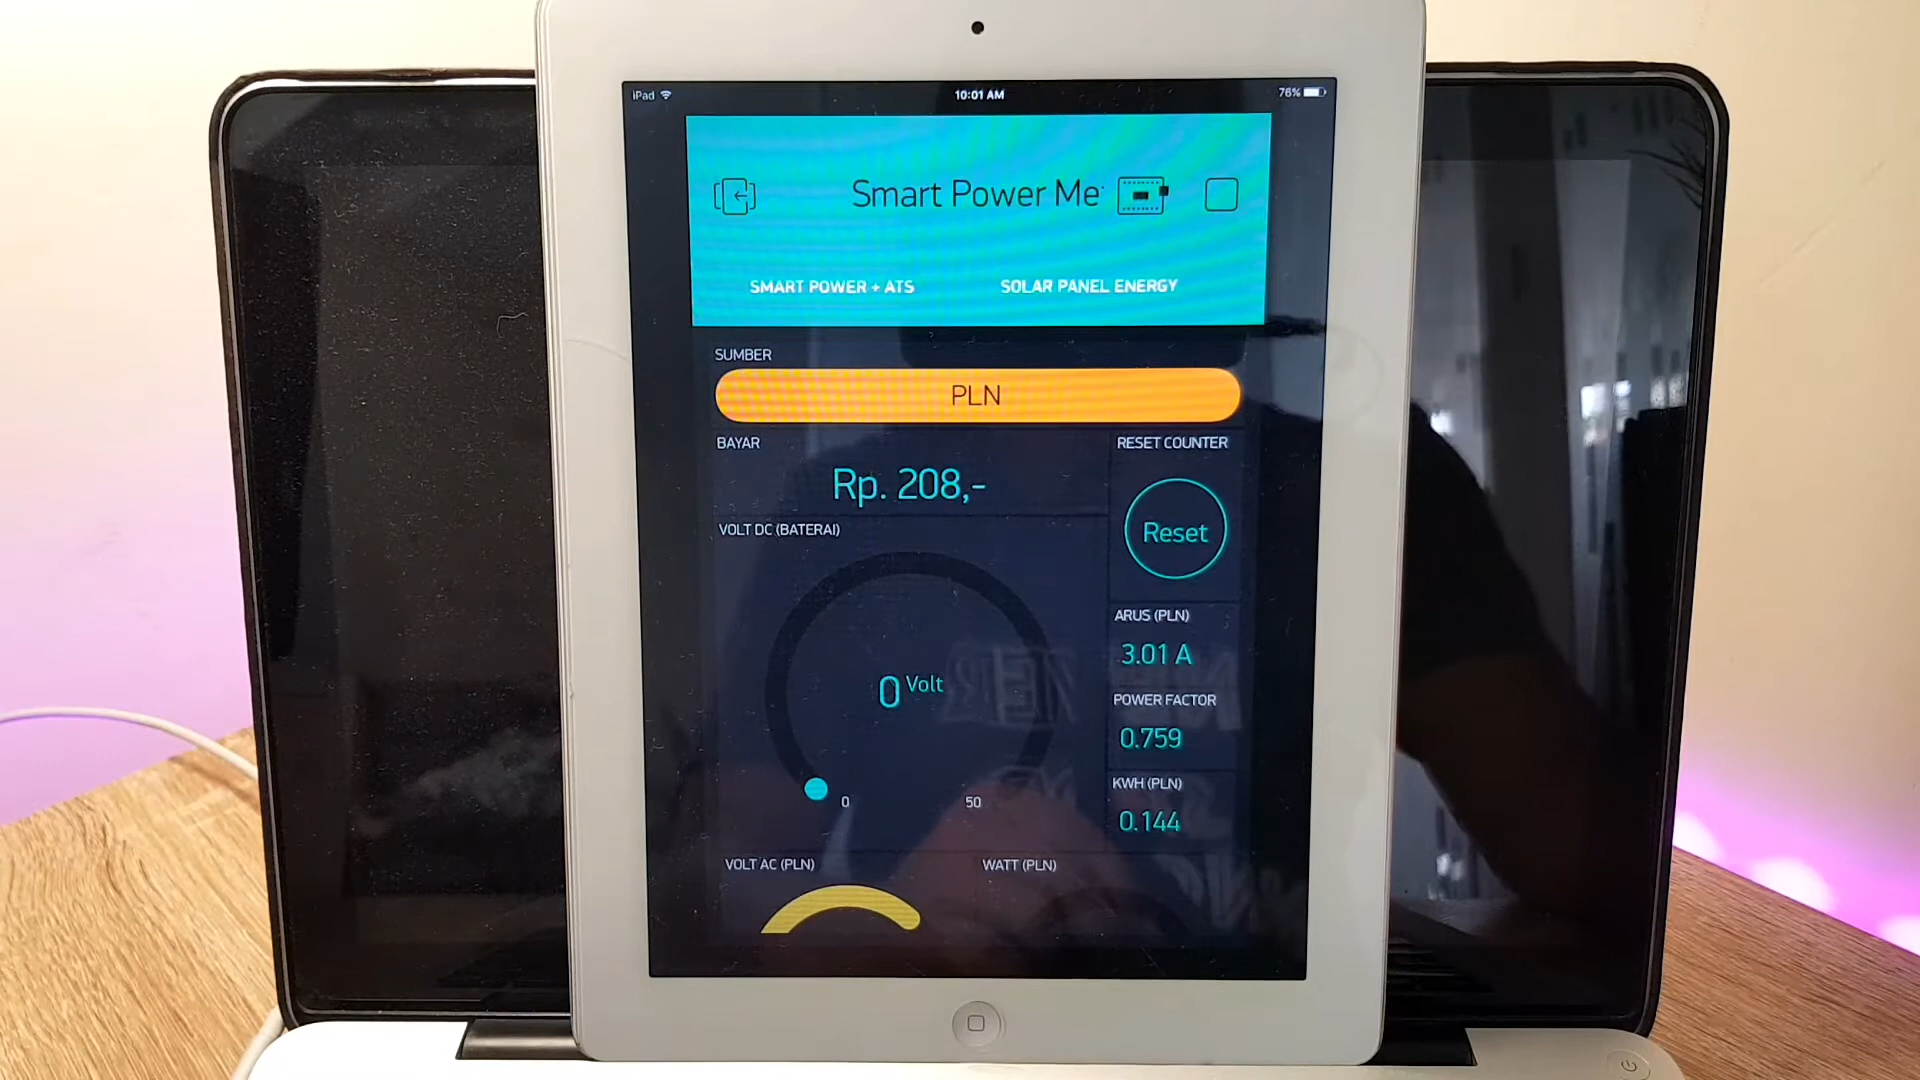 iPad
10:01 AM
76%
Smart Power Me
SMART POWER + ATS
SOLAR PANEL ENERGY
SUMBER
PLN
BAYAR
Rp. 208,-
RESET COUNTER
Reset
VOLT DC (BATERAI)
0 Volt
0
50
ARUS (PLN)
3.01 A
POWER FACTOR
0.759
KWH (PLN)
0.144
VOLT AC (PLN)
WATT (PLN)